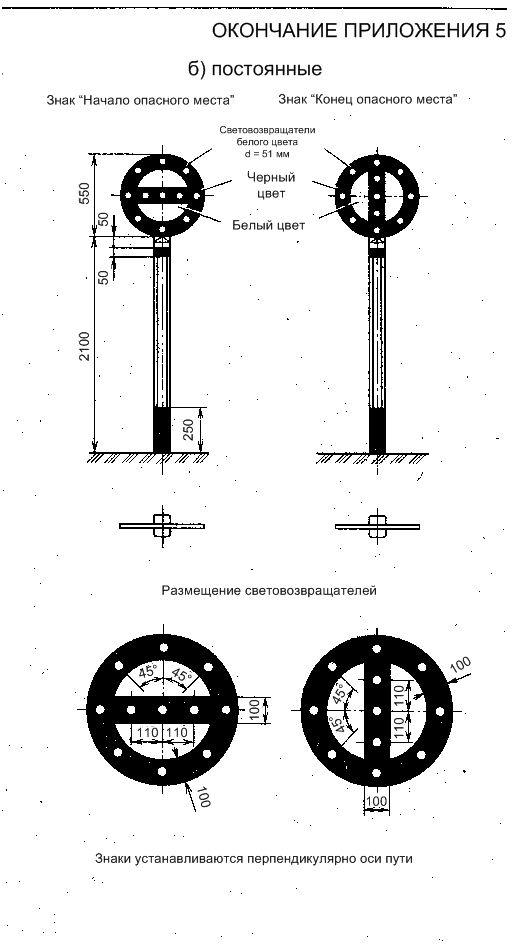 ОКОНЧАНИЕ ПРИЛОЖЕНИЯ 5
б) постоянные
Знак “Начало опасного места”
Знак “Конец опасного места”
Световозвращатели
белого цвета
d = 51 мм
Черный
цвет
Белый цвет
550
50
50
2100
250
Размещение световозвращателей
45°
45°
100
110
110
100
45°
45°
100
110
110
100
Знаки устанавливаются перпендикулярно оси пути